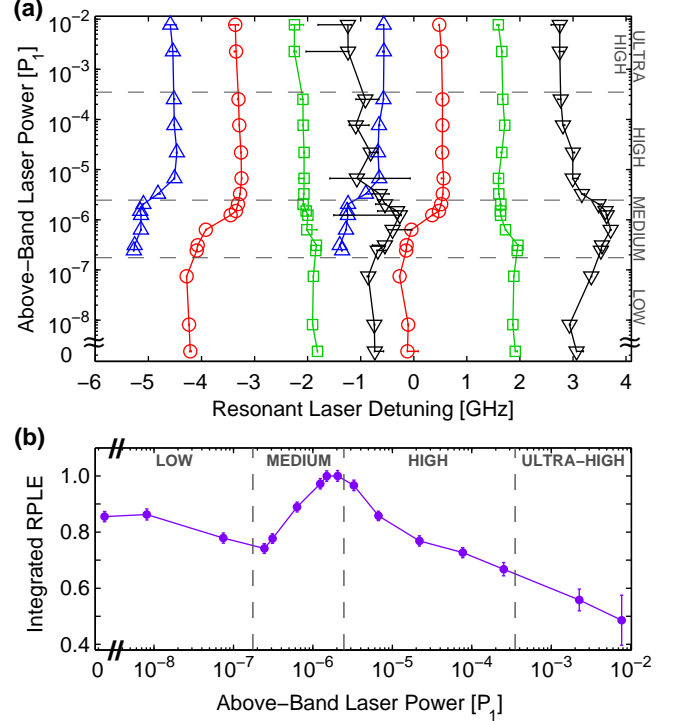 (a)
Above−Band Laser Power [P1]
10−2
10−3
10−4
10−5
10−6
10−7
10−8
0
ULTRA HIGH
HIGH
MEDIUM
LOW
−6 −5 −4 −3 −2 −1 0 1 2 3 4
Resonant Laser Detuning [GHz]
(b)
LOW MEDIUM HIGH ULTRA−HIGH
Integrated RPLE
1.0
0.8
0.6
0.4
0 10−8 10−7 10−6 10−5 10−4 10−3 10−2
Above−Band Laser Power [P1]